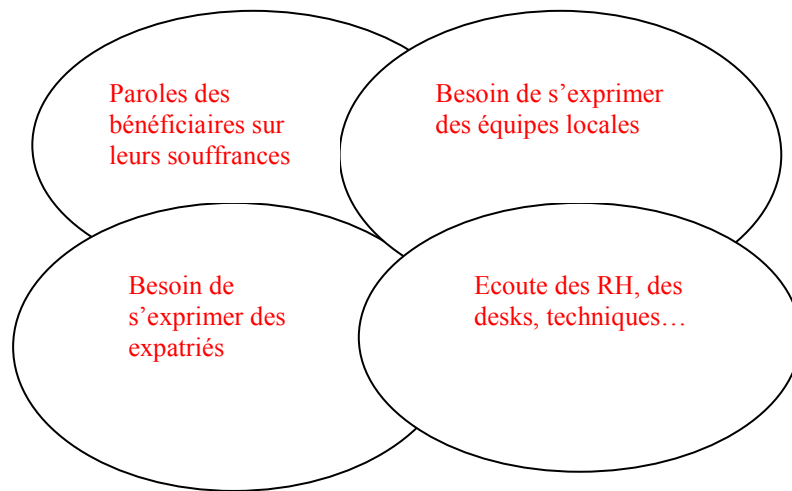 Paroles des
bénéficiaires sur
leurs souffrances
Besoin de s’exprimer
des équipes locales
Besoin de
s’exprimer des
expatriés
Ecoute des RH, des
desks, techniques…